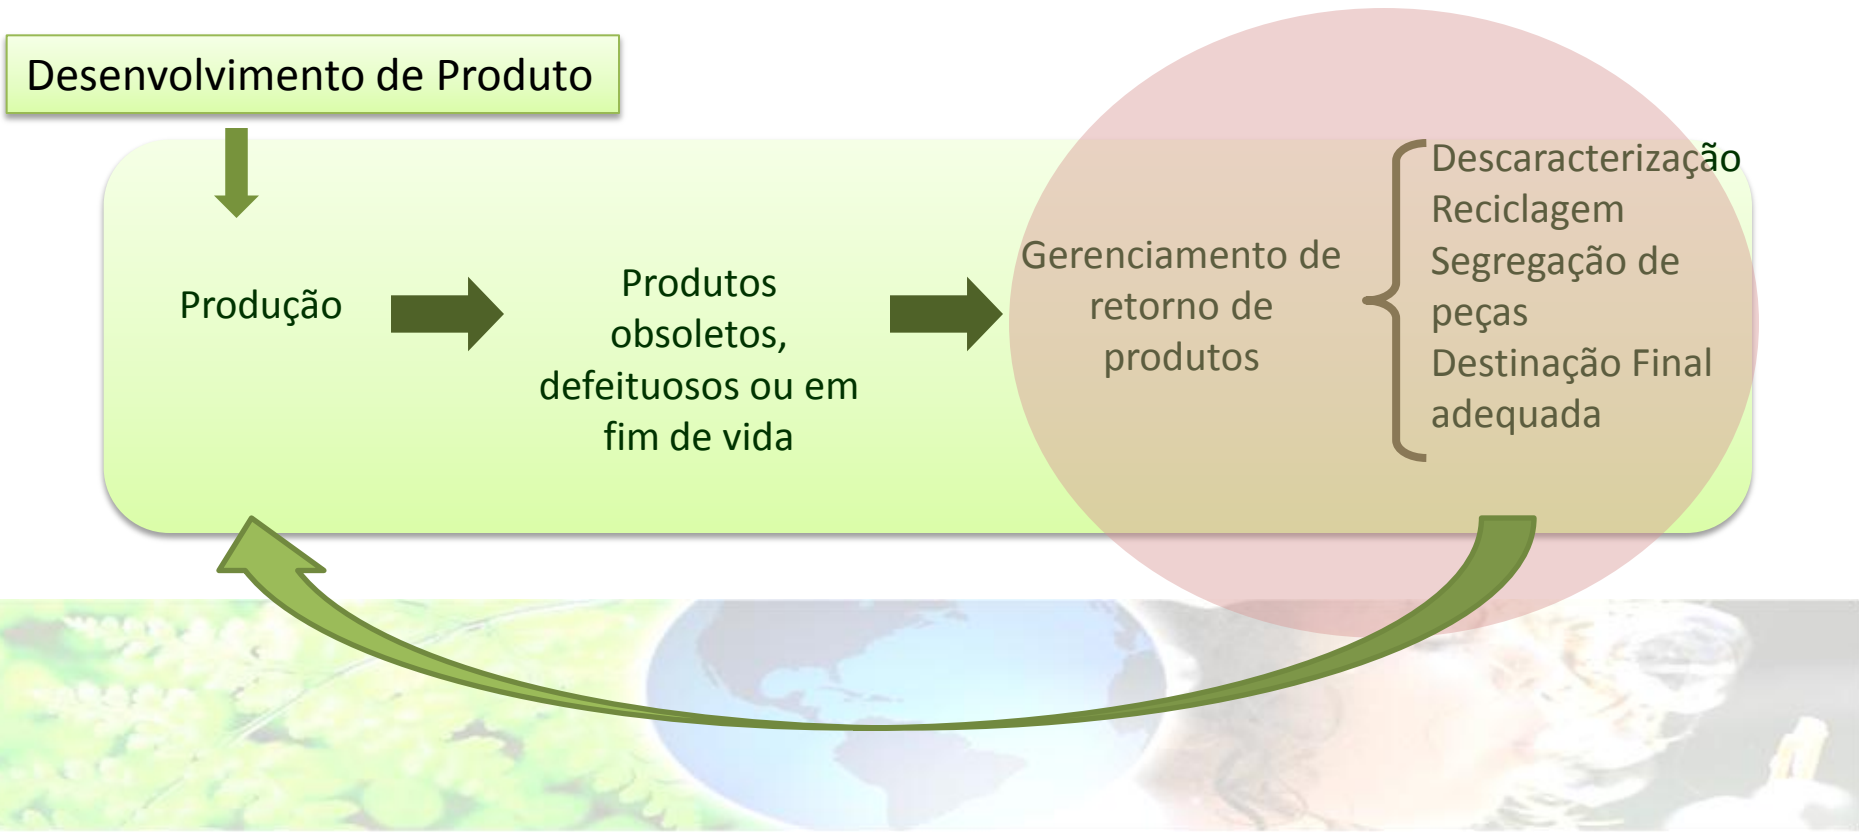 Desenvolvimento de Produto
Produção
Produtos
obsoletos,
defeituosos ou em
fim de vida
Gerenciamento de
retorno de
produtos
Descaracterização
Reciclagem
Segregação de
peças
Destinação Final
adequada